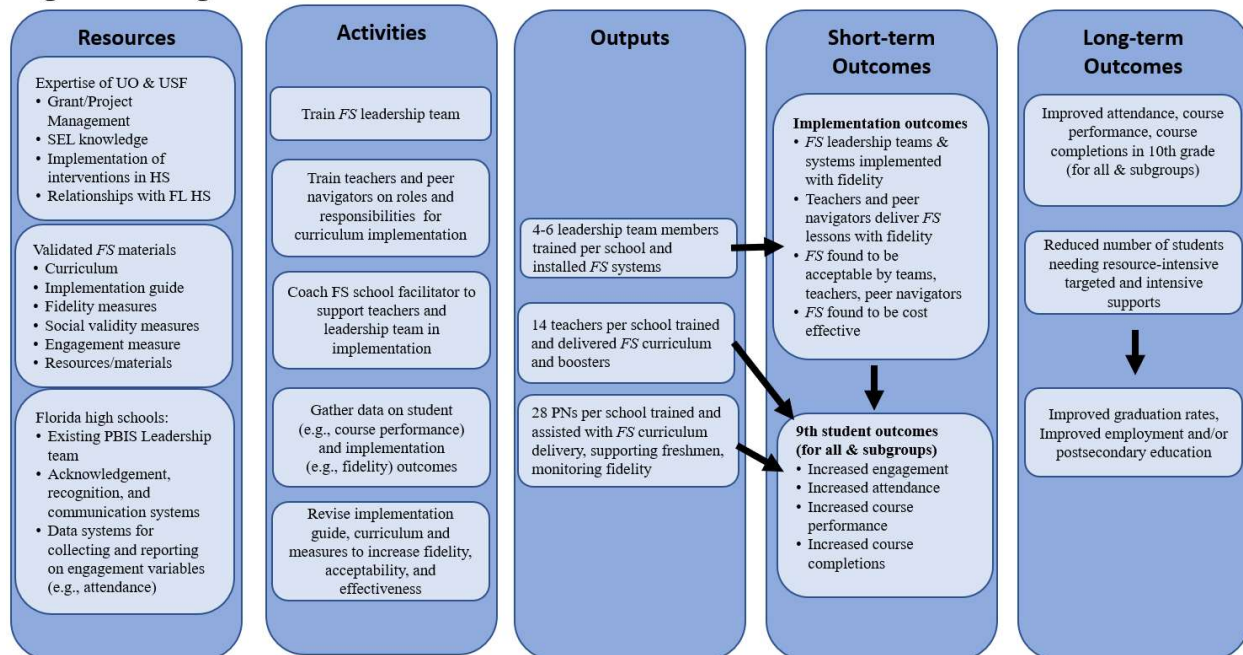 Resources
Expertise of UO & USF
• Grant/Project
Management
• SEL knowledge
• Implementation of
interventions in HS
• Relationships with FL HS
Validated FS materials
• Curriculum
• Implementation guide
• Fidelity measures
• Social validity measures
• Engagement measure
• Resources/materials
Florida high schools:
• Existing PBIS Leadership
team
• Acknowledgement,
recognition, and
communication systems
• Data systems for
collecting and reporting
on engagement variables
(e.g., attendance)
Activities
Train FS leadership team
Train teachers and peer
navigators on roles and
responsibilities for
curriculum implementation
Coach FS school facilitator to
support teachers and
leadership team in
implementation
Gather data on student
(e.g., course performance)
and implementation
(e.g., fidelity) outcomes
Revise implementation
guide, curriculum and
measures to increase fidelity,
acceptability, and
effectiveness
Outputs
4-6 leadership team members
trained per school and
installed FS systems
14 teachers per school trained
and delivered FS curriculum
and boosters
28 PNs per school trained and
assisted with FS curriculum
delivery, supporting freshmen,
monitoring fidelity
Short-term
Outcomes
Implementation outcomes
• FS leadership teams &
systems implemented
with fidelity
• Teachers and peer
navigators deliver FS
lessons with fidelity
• FS found to be
acceptable by teams,
teachers, peer navigators
• FS found to be cost
effective
9th student outcomes
(for all & subgroups)
• Increased engagement
• Increased attendance
• Increased course
performance
• Increased course
completions
Long-term
Outcomes
Improved attendance, course
performance, course
completions in 10th grade
(for all & subgroups)
Reduced number of students
needing resource-intensive
targeted and intensive
supports
Improved graduation rates,
Improved employment and/or
postsecondary education